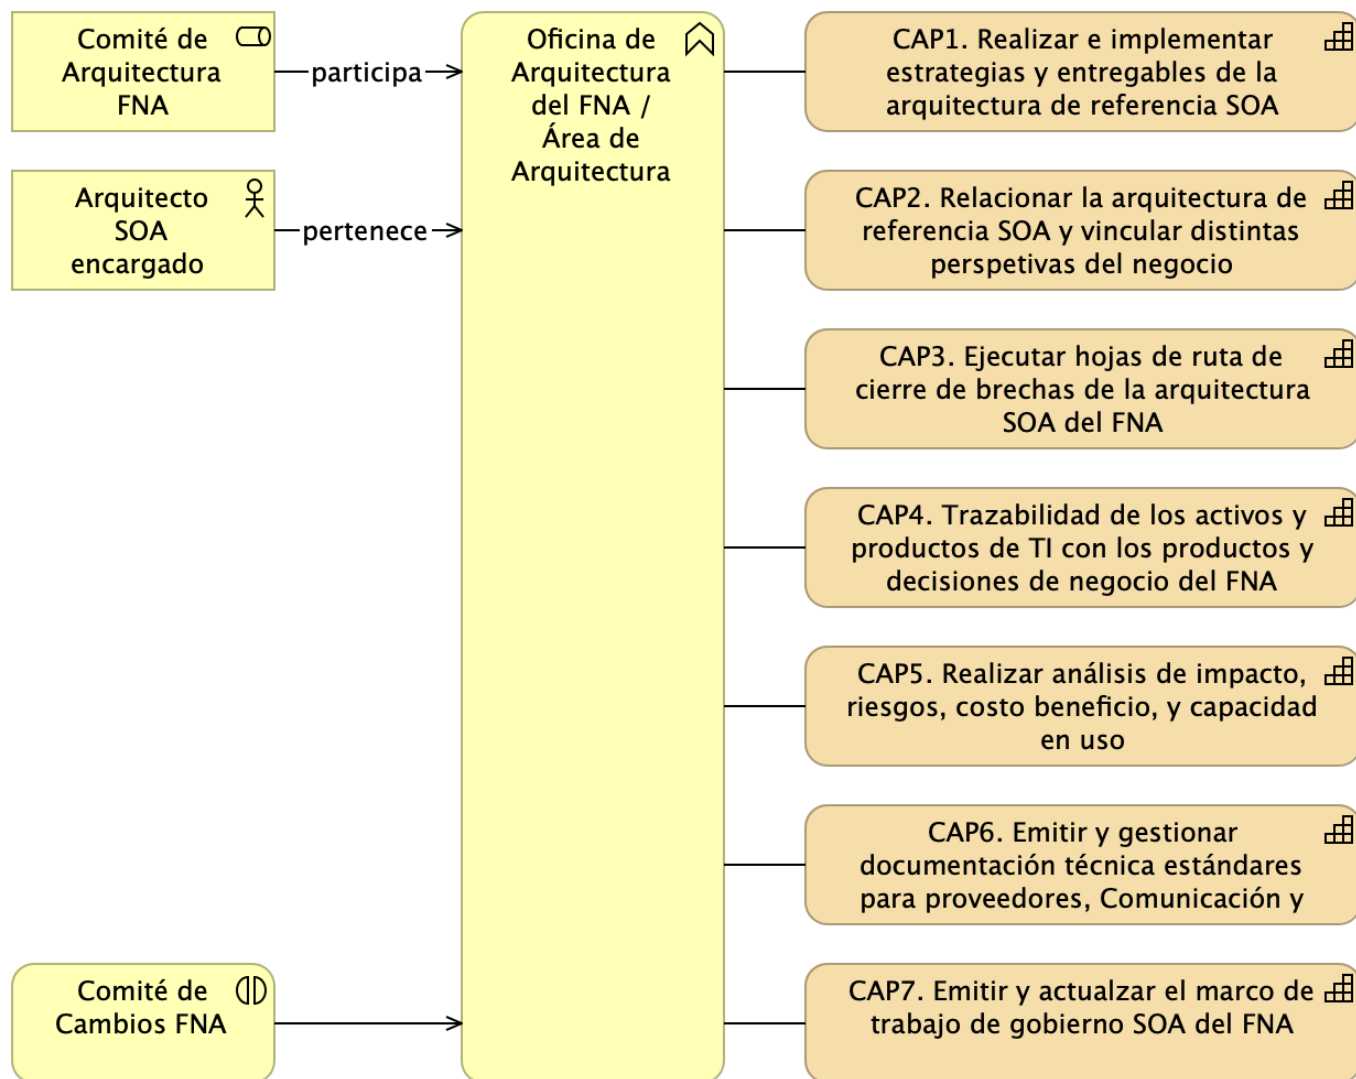 Comité de
Arquitectura
FNA
participa
Oficina de
Arquitectura
del FNA /
Área de
Arquitectura
CAP1. Realizar e implementar
estrategias y entregables de la
arquitectura de referencia SOA
Arquitecto
SOA
encargado
pertenece
CAP2. Relacionar la arquitectura de
referencia SOA y vincular distintas
perspetivas del negocio
CAP3. Ejecutar hojas de ruta de
cierre de brechas de la arquitectura
SOA del FNA
CAP4. Trazabilidad de los activos y
productos de TI con los productos y
decisiones de negocio del FNA
CAP5. Realizar análisis de impacto,
riesgos, costo beneficio, y capacidad
en uso
CAP6. Emitir y gestionar
documentación técnica estándares
para proveedores, Comunicación y
Comité de
Cambios FNA
CAP7. Emitir y actualzar el marco de
trabajo de gobierno SOA del FNA